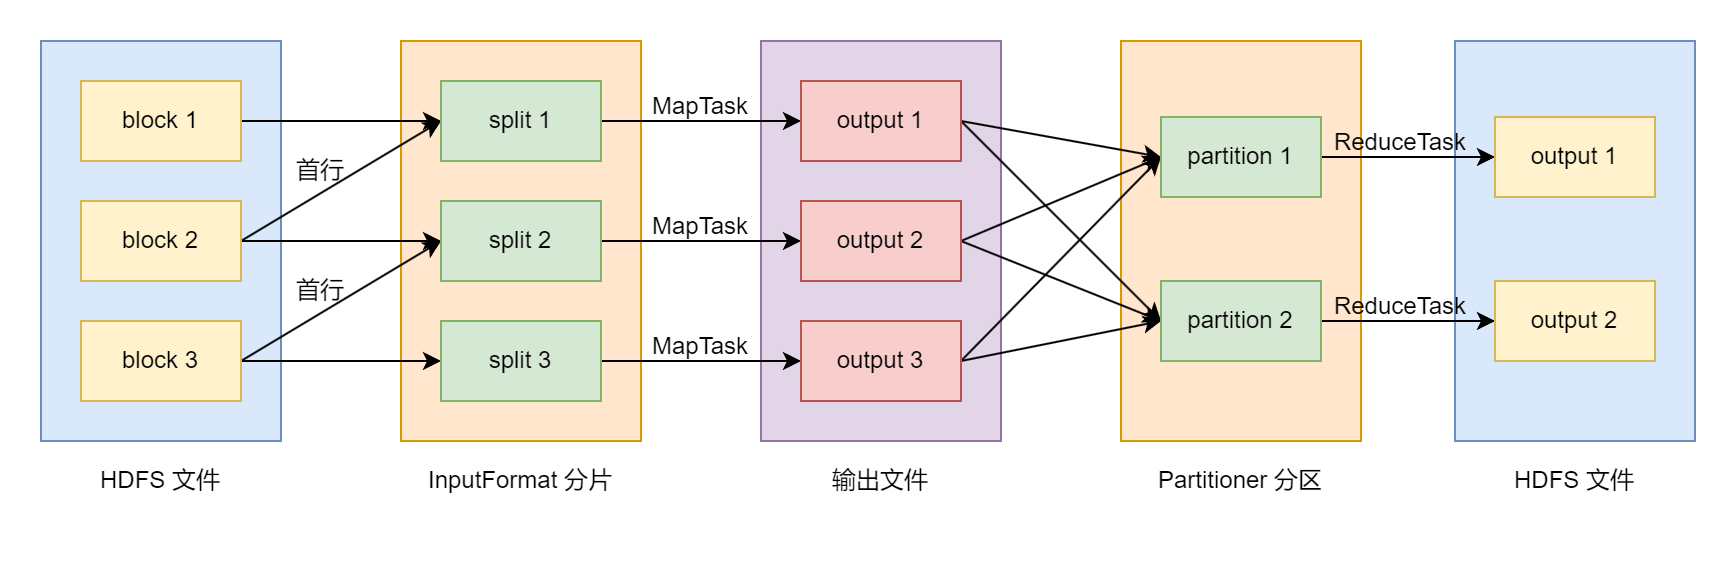 block 1
block 2
block 3
HDFS 文件
首行
首行
split 1
split 2
split 3
InputFormat 分片
MapTask
MapTask
MapTask
output 1
output 2
output 3
输出文件
partition 1
partition 2
Partitioner 分区
ReduceTask
ReduceTask
output 1
output 2
HDFS 文件